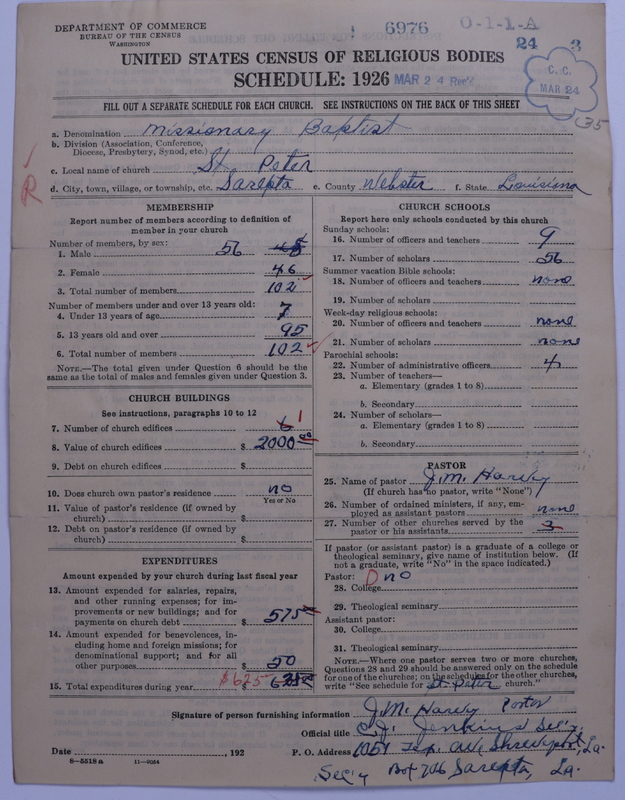 DEPARTMENT OF COMMERCE
BUREAU OF THE CENSUS
WASHINGTON
6976
O-1-1-A
24 3
UNITED STATES CENSUS OF RELIGIOUS BODIES
SCHEDULE: 1926
MAR 24 Rec'd
C.C.
MAR 24
FILL OUT A SEPARATE SCHEDULE FOR EACH CHURCH. SEE INSTRUCTIONS ON THE BACK OF THIS SHEET
35
a. Denomination Missionary Baptist
b. Division (Association, Conference,
Diocese, Presbytery, Synod, etc.)
c. Local name of church St. Peter
R
d. City, town, village, or township, etc. Sarepta e. County Webster f. State Louisiana
MEMBERSHIP
Report number of members according to definition of
member in your church
Number of members, by sex:
1. Male 56
2. Female 46
3. Total number of members 102
Number of members under and over 13 years old:
4. Under 13 years of age 7
5. 13 years old and over 95
6. Total number of members 102
NOTE.—The total given under Question 6 should be
the same as the total of males and females given under Question 3.
CHURCH BUILDINGS
See instructions, paragraphs 10 to 12
7. Number of church edifices 1
8. Value of church edifices $ 2000 00
9. Debt on church edifices $
10. Does church own pastor's residence no
Yes or No
11. Value of pastor's residence (if owned by
church) $
12. Debt on pastor's residence (if owned by
church) $
EXPENDITURES
Amount expended by your church during last fiscal year
13. Amount expended for salaries, repairs,
and other running expenses; for im-
provements or new buildings; and for
payments on church debt $ 575
14. Amount expended for benevolences, in-
cluding home and foreign missions; for
denominational support; and for all
other purposes $ 50
15. Total expenditures during year $625
CHURCH SCHOOLS
Report here only schools conducted by this church
Sunday schools:
16. Number of officers and teachers 9
17. Number of scholars 56
Summer vacation Bible schools:
18. Number of officers and teachers none
19. Number of scholars
Week-day religious schools:
20. Number of officers and teachers none
21. Number of scholars none
Parochial schools:
22. Number of administrative officers 4
23. Number of teachers—
a. Elementary (grades 1 to 8)
b. Secondary
24. Number of scholars—
a. Elementary (grades 1 to 8)
b. Secondary
PASTOR
25. Name of pastor J.M. Hardy
(If church has no pastor, write "None")
26. Number of ordained ministers, if any, em-
ployed as assistant pastors none
27. Number of other churches served by the
pastor or his assistants 3
If pastor (or assistant pastor) is a graduate of a college or
theological seminary, give name of institution below. (If
not a graduate, write "No" in the space indicated.)
Pastor: no
28. College
29. Theological seminary
Assistant pastor:
30. College
31. Theological seminary
NOTE.—Where one pastor serves two or more churches,
Questions 28 and 29 should be answered only on the schedule
for one of the churches; on the schedules for the other churches,
write "See schedule for St. Peter church."
Signature of person furnishing information J.M. Hardy Paster
Official title C.J. Jenkins Sec'y.
Date , 192 P. O. Address 1051 Shreveport, La.
8-5518a 11-9034
Sec'y Box 706 Sarepta, La.